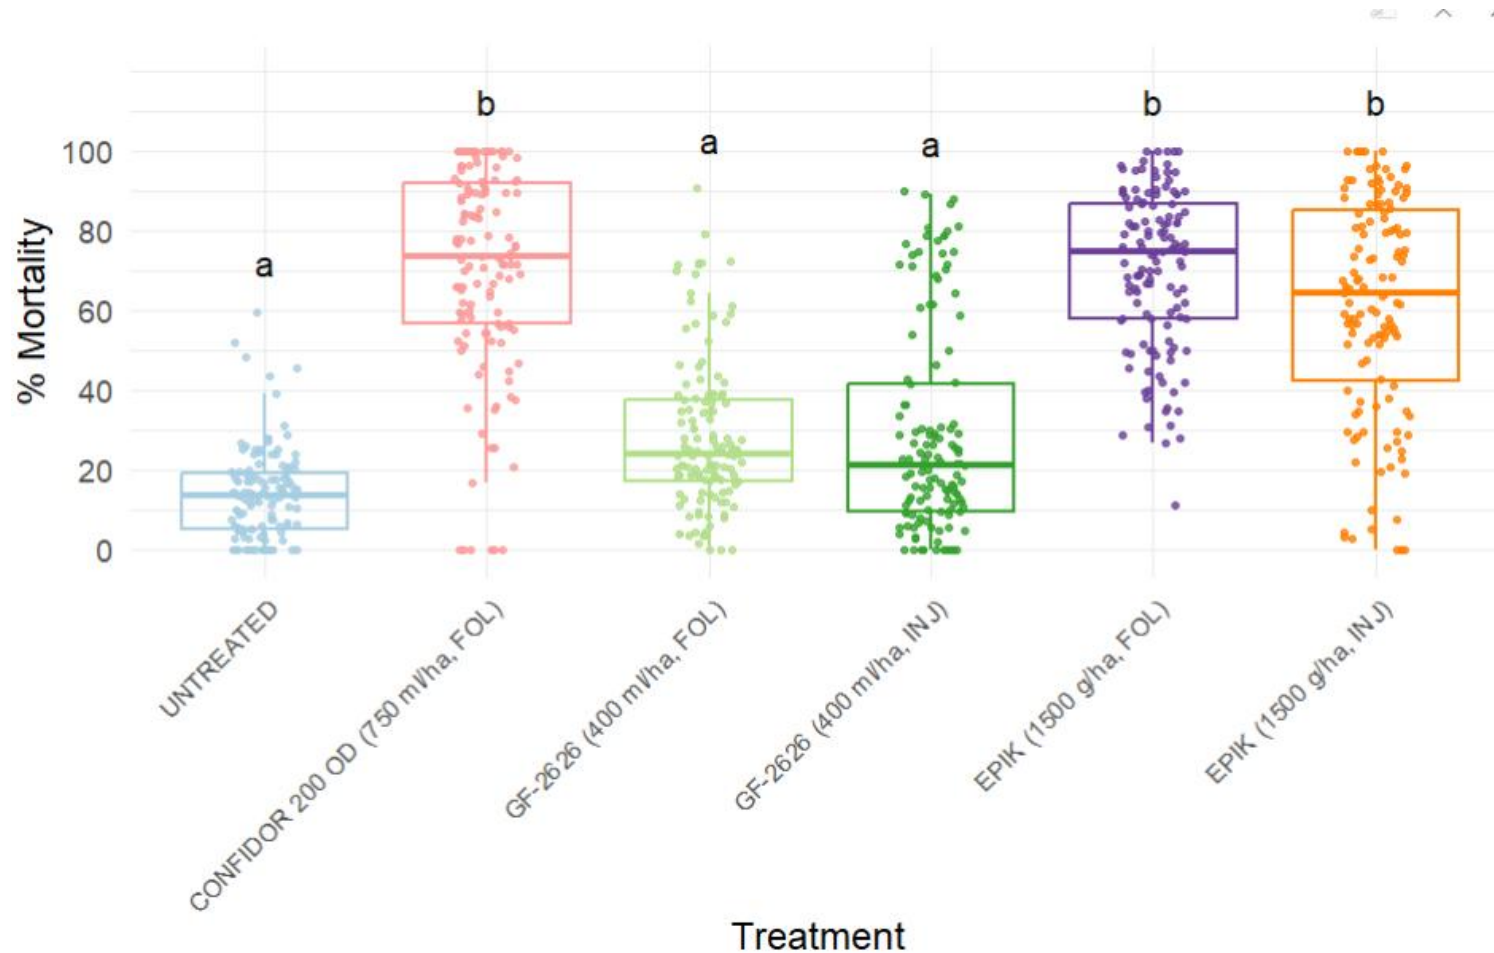 b
b
b
a
a
100
80
a
60
40
20
0
% Mortality
UNTREATED
CONFIDOR 200 OD (750 ml/ha, FOL)
GF-2626 (400 ml/ha, FOL)
GF-2626 (400 ml/ha, INJ)
EPIK (1500 g/ha, FOL)
EPIK (1500 g/ha, INJ)
Treatment